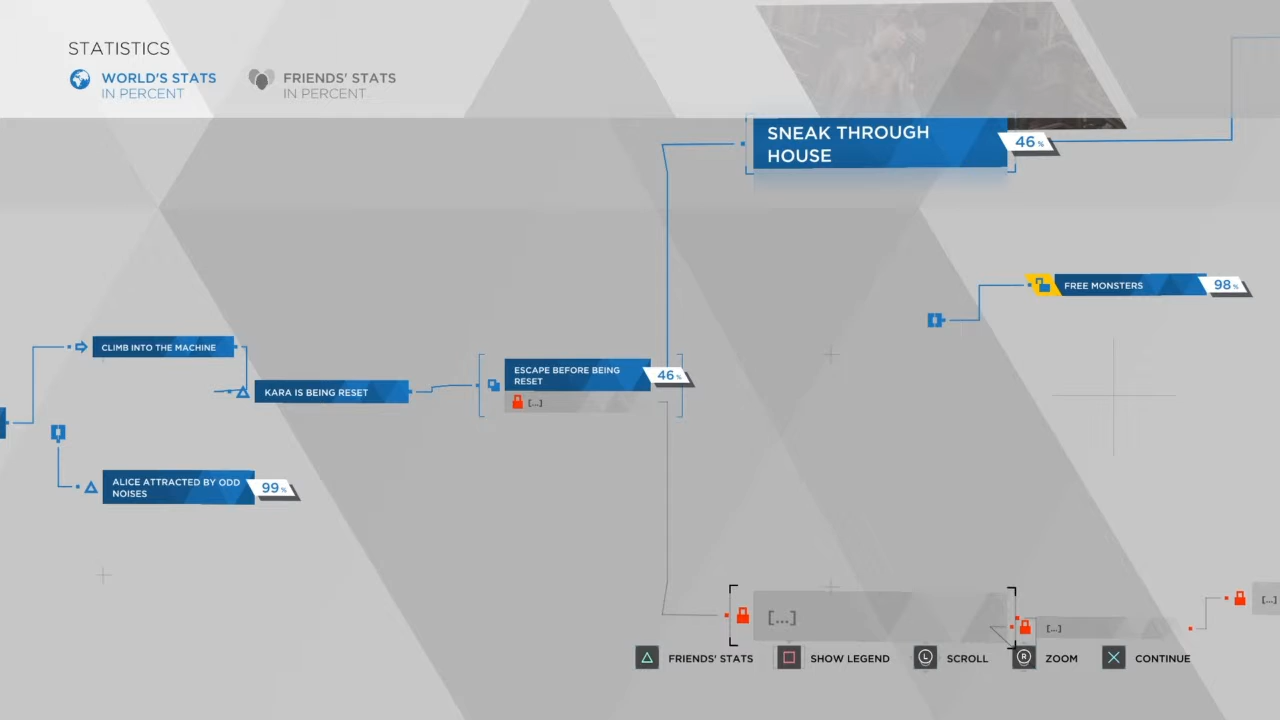 STATISTICS
WORLD'S STATS
IN PERCENT
FRIENDS' STATS
IN PERCENT
SNEAK THROUGH
HOUSE
46%
FREE MONSTERS
98%
CLIMB INTO THE MACHINE
KARA IS BEING RESET
ESCAPE BEFORE BEING
RESET
46%
[...]
ALICE ATTRACTED BY ODD
NOISES
99%
[...]
[...]
[...]
FRIENDS' STATS
SHOW LEGEND
L
SCROLL
R
ZOOM
CONTINUE